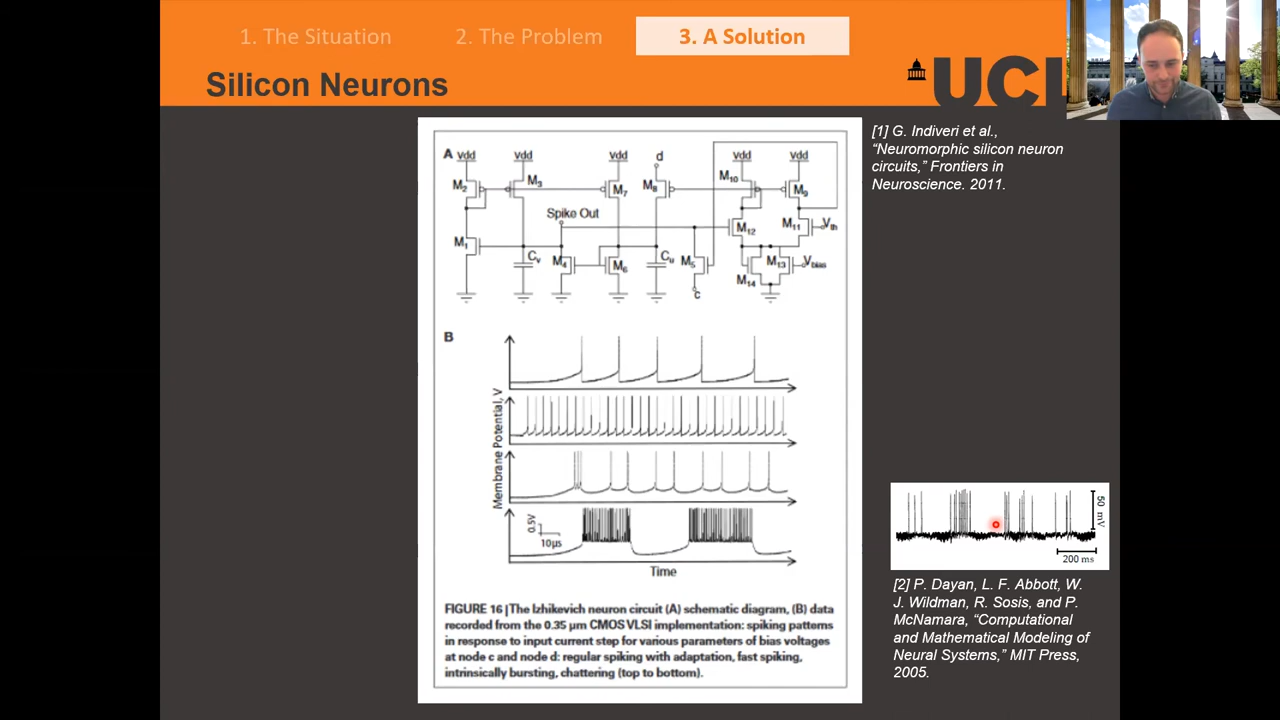 1. The Situation
2. The Problem
3. A Solution
Silicon Neurons
UCL
[1] G. Indiveri et al.,
“Neuromorphic silicon neuron
circuits,” Frontiers in
Neuroscience. 2011.
A
Vdd
Vdd
Vdd
d
Vdd
Vdd
M2
M3
M7
M8
M10
M9
Spike Out
M12
M11
Vth
M1
Cv
M4
M6
Cu
M5
M13
Vbias
M14
c
B
Membrane Potential, V
0.5V
10µs
Time
FIGURE 16 | The Izhikevich neuron circuit (A) schematic diagram, (B) data
recorded from the 0.35 µm CMOS VLSI implementation: spiking patterns
in response to input current step for various parameters of bias voltages
at node c and node d: regular spiking with adaptation, fast spiking,
intrinsically bursting, chattering (top to bottom).
50 mV
200 ms
[2] P. Dayan, L. F. Abbott, W.
J. Wildman, R. Sosis, and P.
McNamara, “Computational
and Mathematical Modeling of
Neural Systems,” MIT Press,
2005.